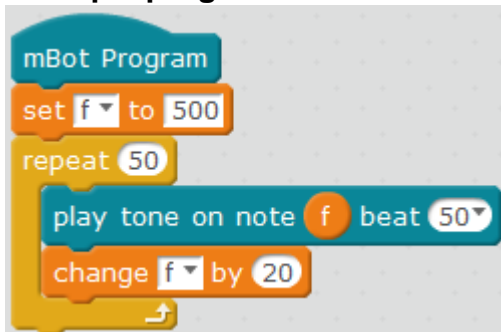 mBot Program
set f to 500
repeat 50
play tone on note f beat 50
change f by 20